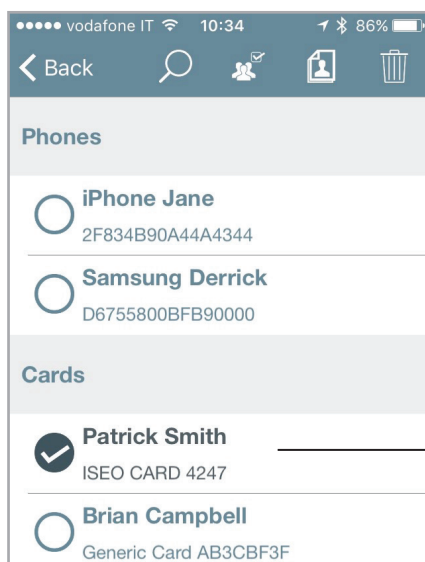 vodafone IT 10:34 86%
Back
Phones
iPhone Jane
2F834B90A44A4344
Samsung Derrick
D6755800BFB90000
Cards
Patrick Smith
ISEO CARD 4247
Brian Campbell
Generic Card AB3CBF3F